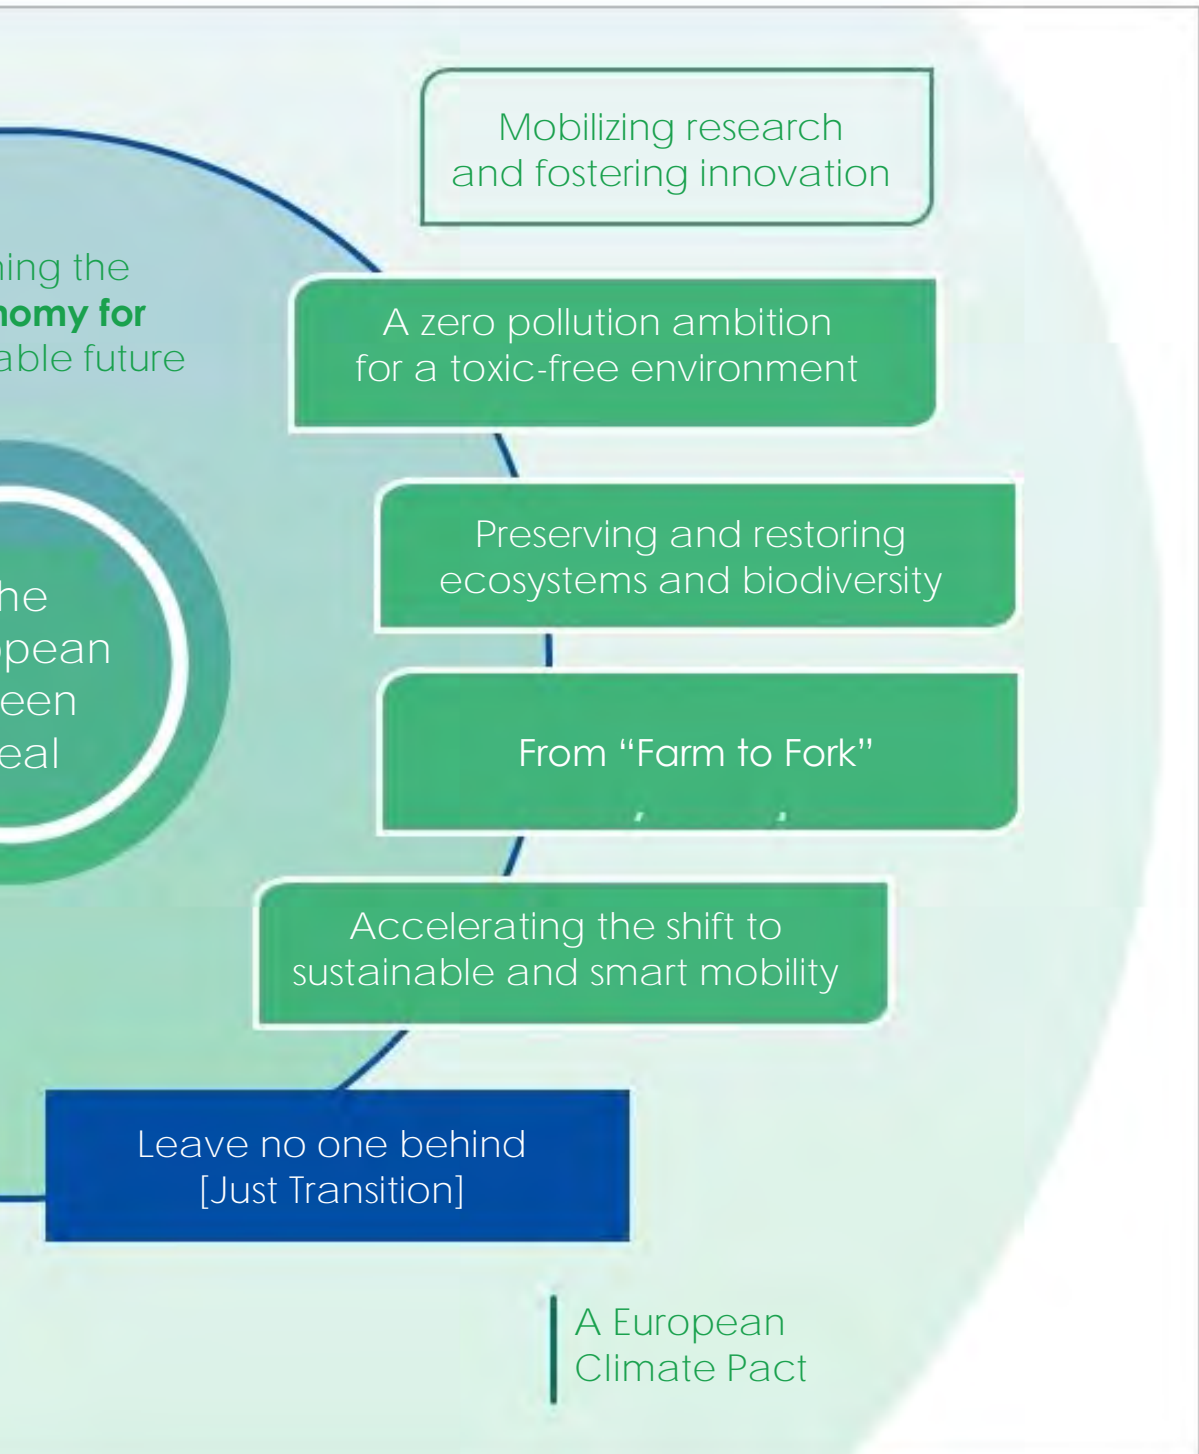 Mobilizing research
and fostering innovation
ning the
nomy for
able future
A zero pollution ambition
for a toxic-free environment
Preserving and restoring
ecosystems and biodiversity
he
opean
een
eal
From “Farm to Fork”
Accelerating the shift to
sustainable and smart mobility
Leave no one behind
[Just Transition]
A European
Climate Pact